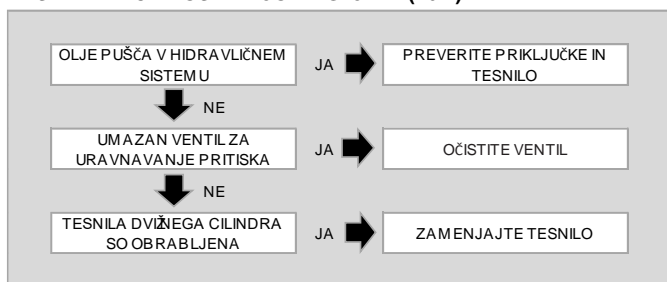 OLJE PUŠČA V HIDRAVLIČNEM
SISTEMU
JA
PREVERITE PRIKLJUČKE IN
TESNILO
NE
UMAZAN VENTIL ZA
URAVNAVANJE PRITISKA
JA
OČISTITE VENTIL
NE
TESNILA DVIŽNEGA CILINDRA
SO OBRABLJENA
JA
ZAMENJAJTE TESNILO